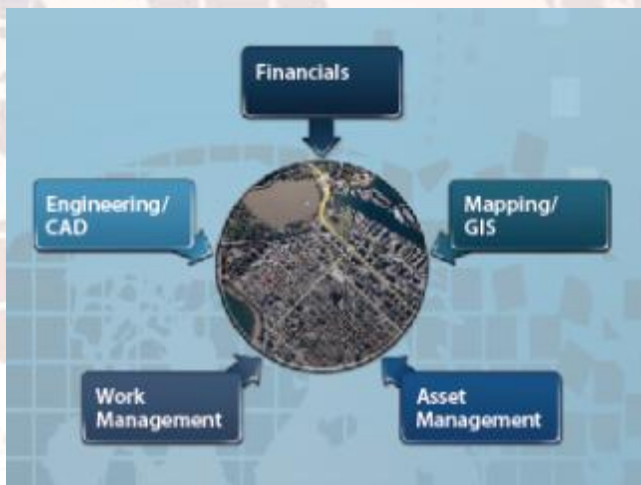 Financials
Engineering/
CAD
Mapping/
GIS
Work
Management
Asset
Management